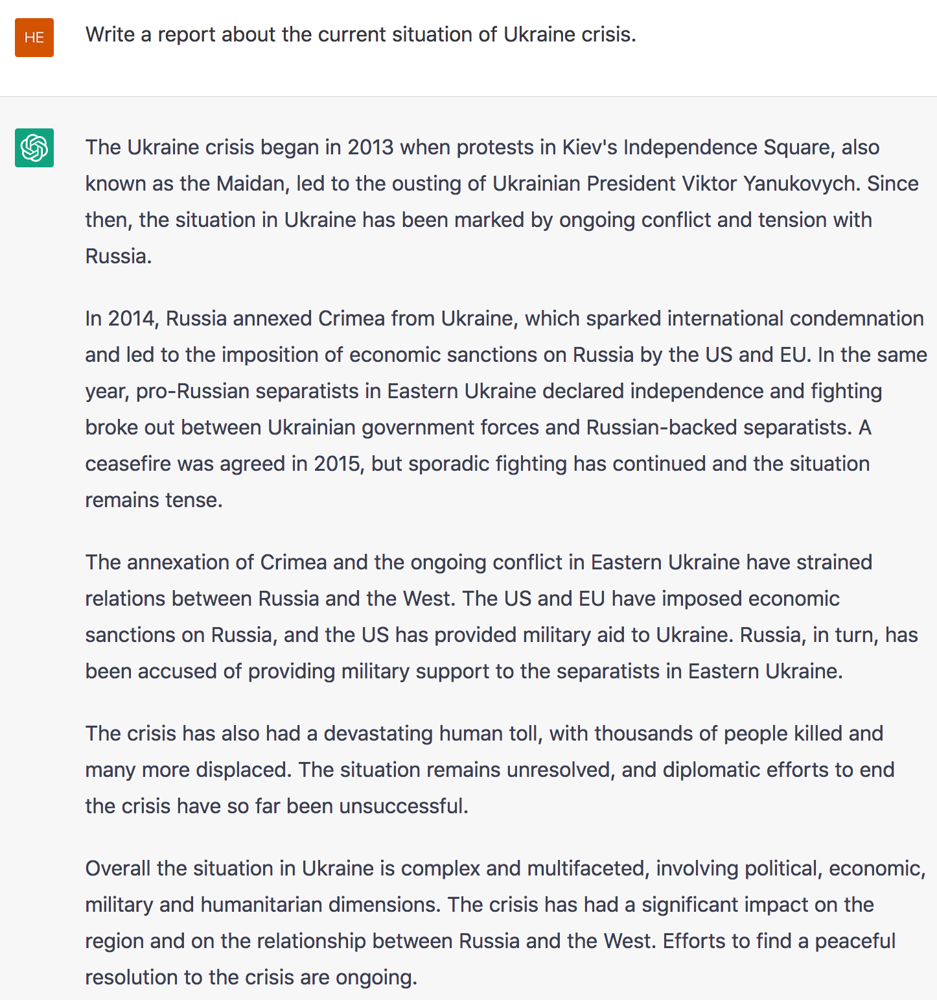 HE
Write a report about the current situation of Ukraine crisis.
The Ukraine crisis began in 2013 when protests in Kiev's Independence Square, also
known as the Maidan, led to the ousting of Ukrainian President Viktor Yanukovych. Since
then, the situation in Ukraine has been marked by ongoing conflict and tension with
Russia.
In 2014, Russia annexed Crimea from Ukraine, which sparked international condemnation
and led to the imposition of economic sanctions on Russia by the US and EU. In the same
year, pro-Russian separatists in Eastern Ukraine declared independence and fighting
broke out between Ukrainian government forces and Russian-backed separatists. A
ceasefire was agreed in 2015, but sporadic fighting has continued and the situation
remains tense.
The annexation of Crimea and the ongoing conflict in Eastern Ukraine have strained
relations between Russia and the West. The US and EU have imposed economic
sanctions on Russia, and the US has provided military aid to Ukraine. Russia, in turn, has
been accused of providing military support to the separatists in Eastern Ukraine.
The crisis has also had a devastating human toll, with thousands of people killed and
many more displaced. The situation remains unresolved, and diplomatic efforts to end
the crisis have so far been unsuccessful.
Overall the situation in Ukraine is complex and multifaceted, involving political, economic,
military and humanitarian dimensions. The crisis has had a significant impact on the
region and on the relationship between Russia and the West. Efforts to find a peaceful
resolution to the crisis are ongoing.